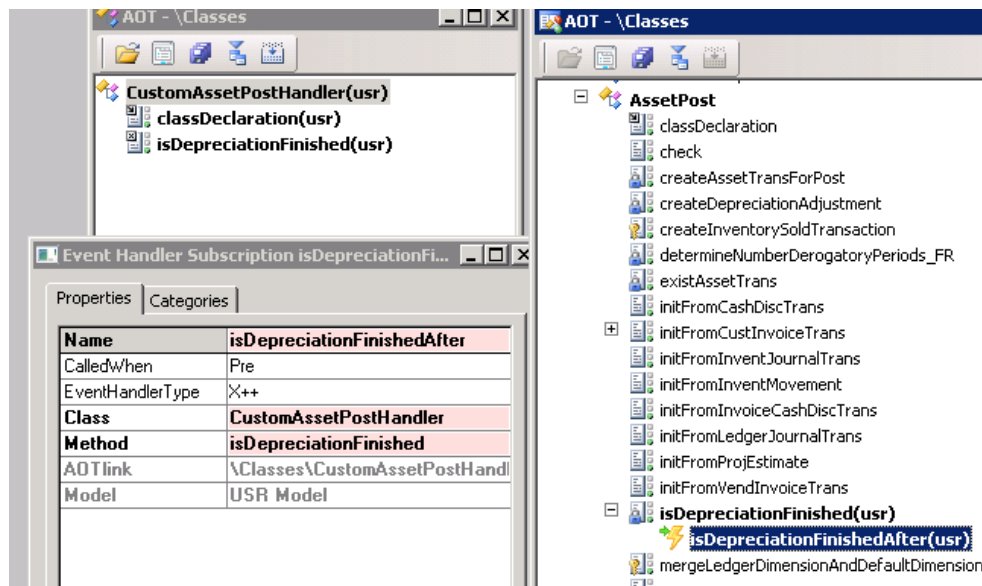 AOT - \Classes
CustomAssetPostHandler(usr)
classDeclaration(usr)
isDepreciationFinished(usr)
Event Handler Subscription isDepreciationFi...
Properties
Categories
Name isDepreciationFinishedAfter
CalledWhen Pre
EventHandlerType X++
Class CustomAssetPostHandler
Method isDepreciationFinished
AOTlink \Classes\CustomAssetPostHandl
Model USR Model
AOT - \Classes
AssetPost
classDeclaration
check
createAssetTransForPost
createDepreciationAdjustment
createInventorySoldTransaction
determineNumberDerogatoryPeriods_FR
existAssetTrans
initFromCashDiscTrans
initFromCustInvoiceTrans
initFromInventJournalTrans
initFromInventMovement
initFromInvoiceCashDiscTrans
initFromLedgerJournalTrans
initFromProjEstimate
initFromVendInvoiceTrans
isDepreciationFinished(usr)
isDepreciationFinishedAfter(usr)
mergeLedgerDimensionAndDefaultDimension